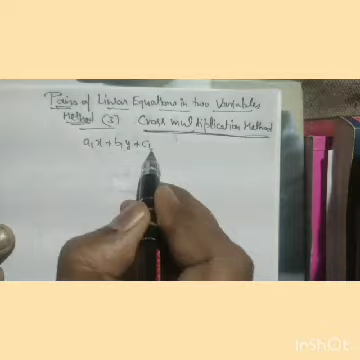 Pairs of Linear Equations in two Variables
Method (3) Cross multiplication Method
a₁x + b₁y + c₁
InShOt